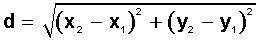 d = √((x₂ − x₁)² + (y₂ − y₁)²)